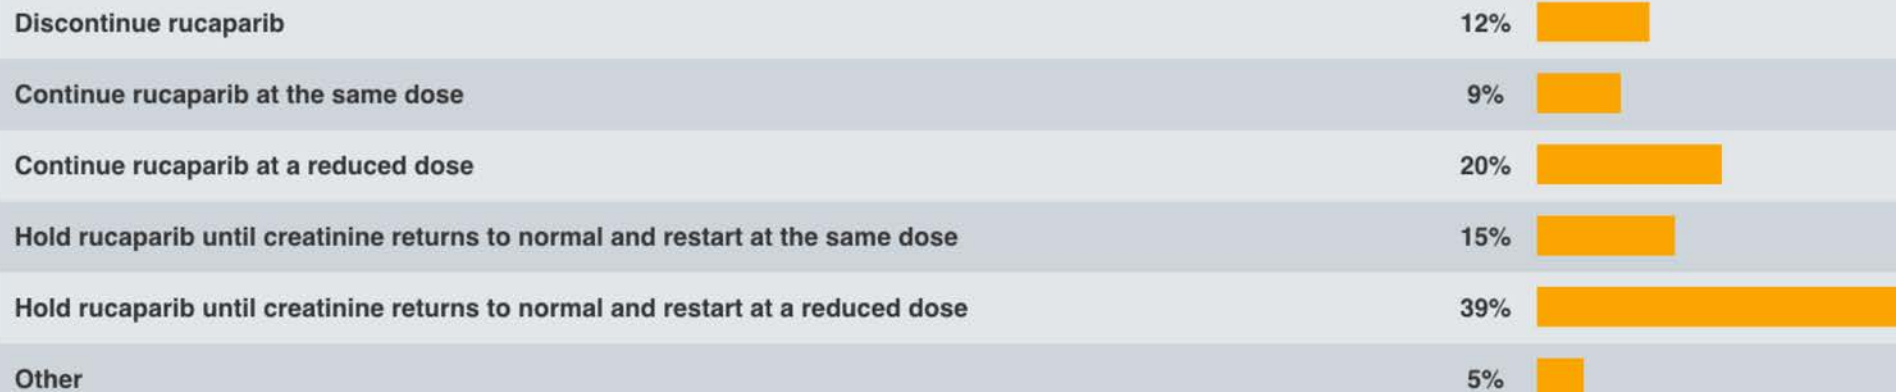 Discontinue rucaparib 12%
Continue rucaparib at the same dose 9%
Continue rucaparib at a reduced dose 20%
Hold rucaparib until creatinine returns to normal and restart at the same dose 15%
Hold rucaparib until creatinine returns to normal and restart at a reduced dose 39%
Other 5%